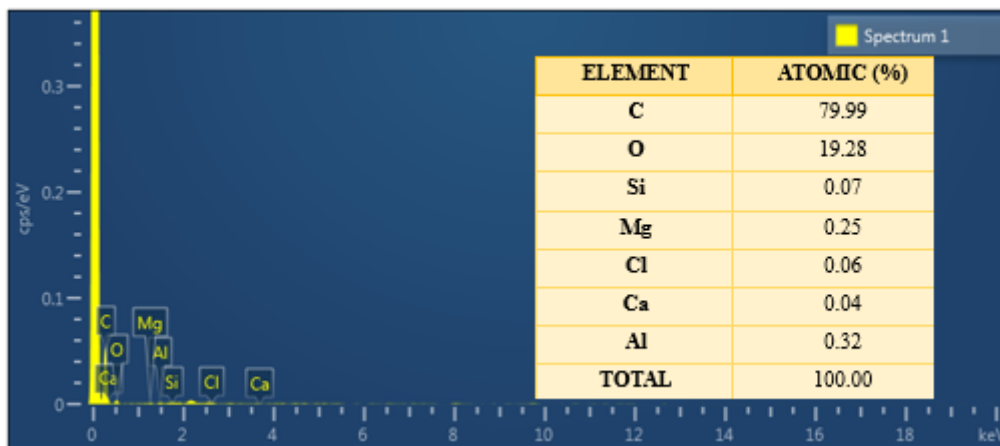 Spectrum 1
ELEMENT ATOMIC (%)
C 79.99
O 19.28
Si 0.07
Mg 0.25
Cl 0.06
Ca 0.04
Al 0.32
TOTAL 100.00
cps/eV
0.3
0.2
0.1
0
C Mg
O Al
Ca Si Cl Ca
0 2 4 6 8 10 12 14 16 18 keV